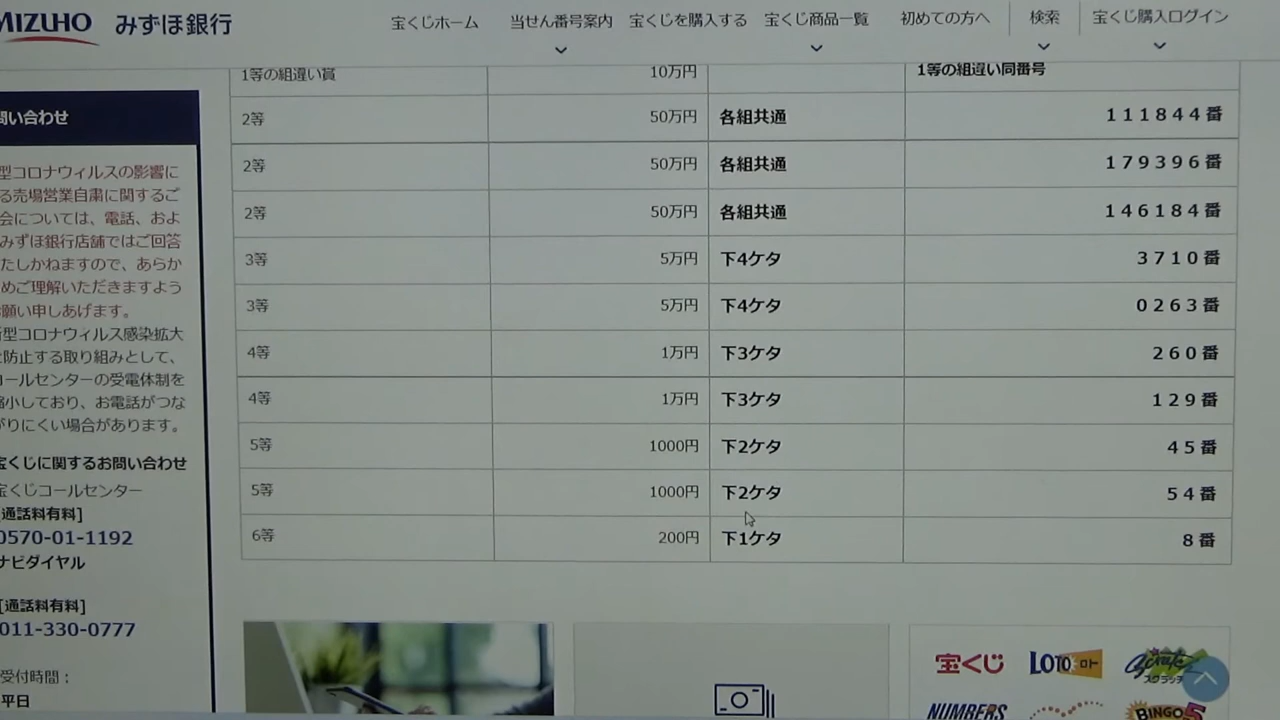 MIZUHO みずほ銀行
宝くじホーム 当せん番号案内 宝くじを購入する 宝くじ商品一覧 初めての方へ 検索 宝くじ購入ログイン
問い合わせ
型コロナウィルスの影響に
る売場営業自粛に関するご
会については、電話、およ
みずほ銀行店舗ではご回答
たしかねますので、あらか
めご理解いただきますよう
願い申しあげます。
型コロナウィルス感染拡大
防止する取り組みとして、
コールセンターの受電体制を
縮小しており、お電話がつな
がりにくい場合があります。
宝くじに関するお問い合わせ
宝くじコールセンター
[通話料有料]
0570-01-1192
ナビダイヤル
[通話料有料]
011-330-0777
受付時間：
平日
1等の組違い賞 10万円 1等の組違い同番号
2等 50万円 各組共通 111844番
2等 50万円 各組共通 179396番
2等 50万円 各組共通 146184番
3等 5万円 下4ケタ 3710番
3等 5万円 下4ケタ 0263番
4等 1万円 下3ケタ 260番
4等 1万円 下3ケタ 129番
5等 1000円 下2ケタ 45番
5等 1000円 下2ケタ 54番
6等 200円 下1ケタ 8番
宝くじ LOTO ロト スクラッチ
NUMBERS BINGO5